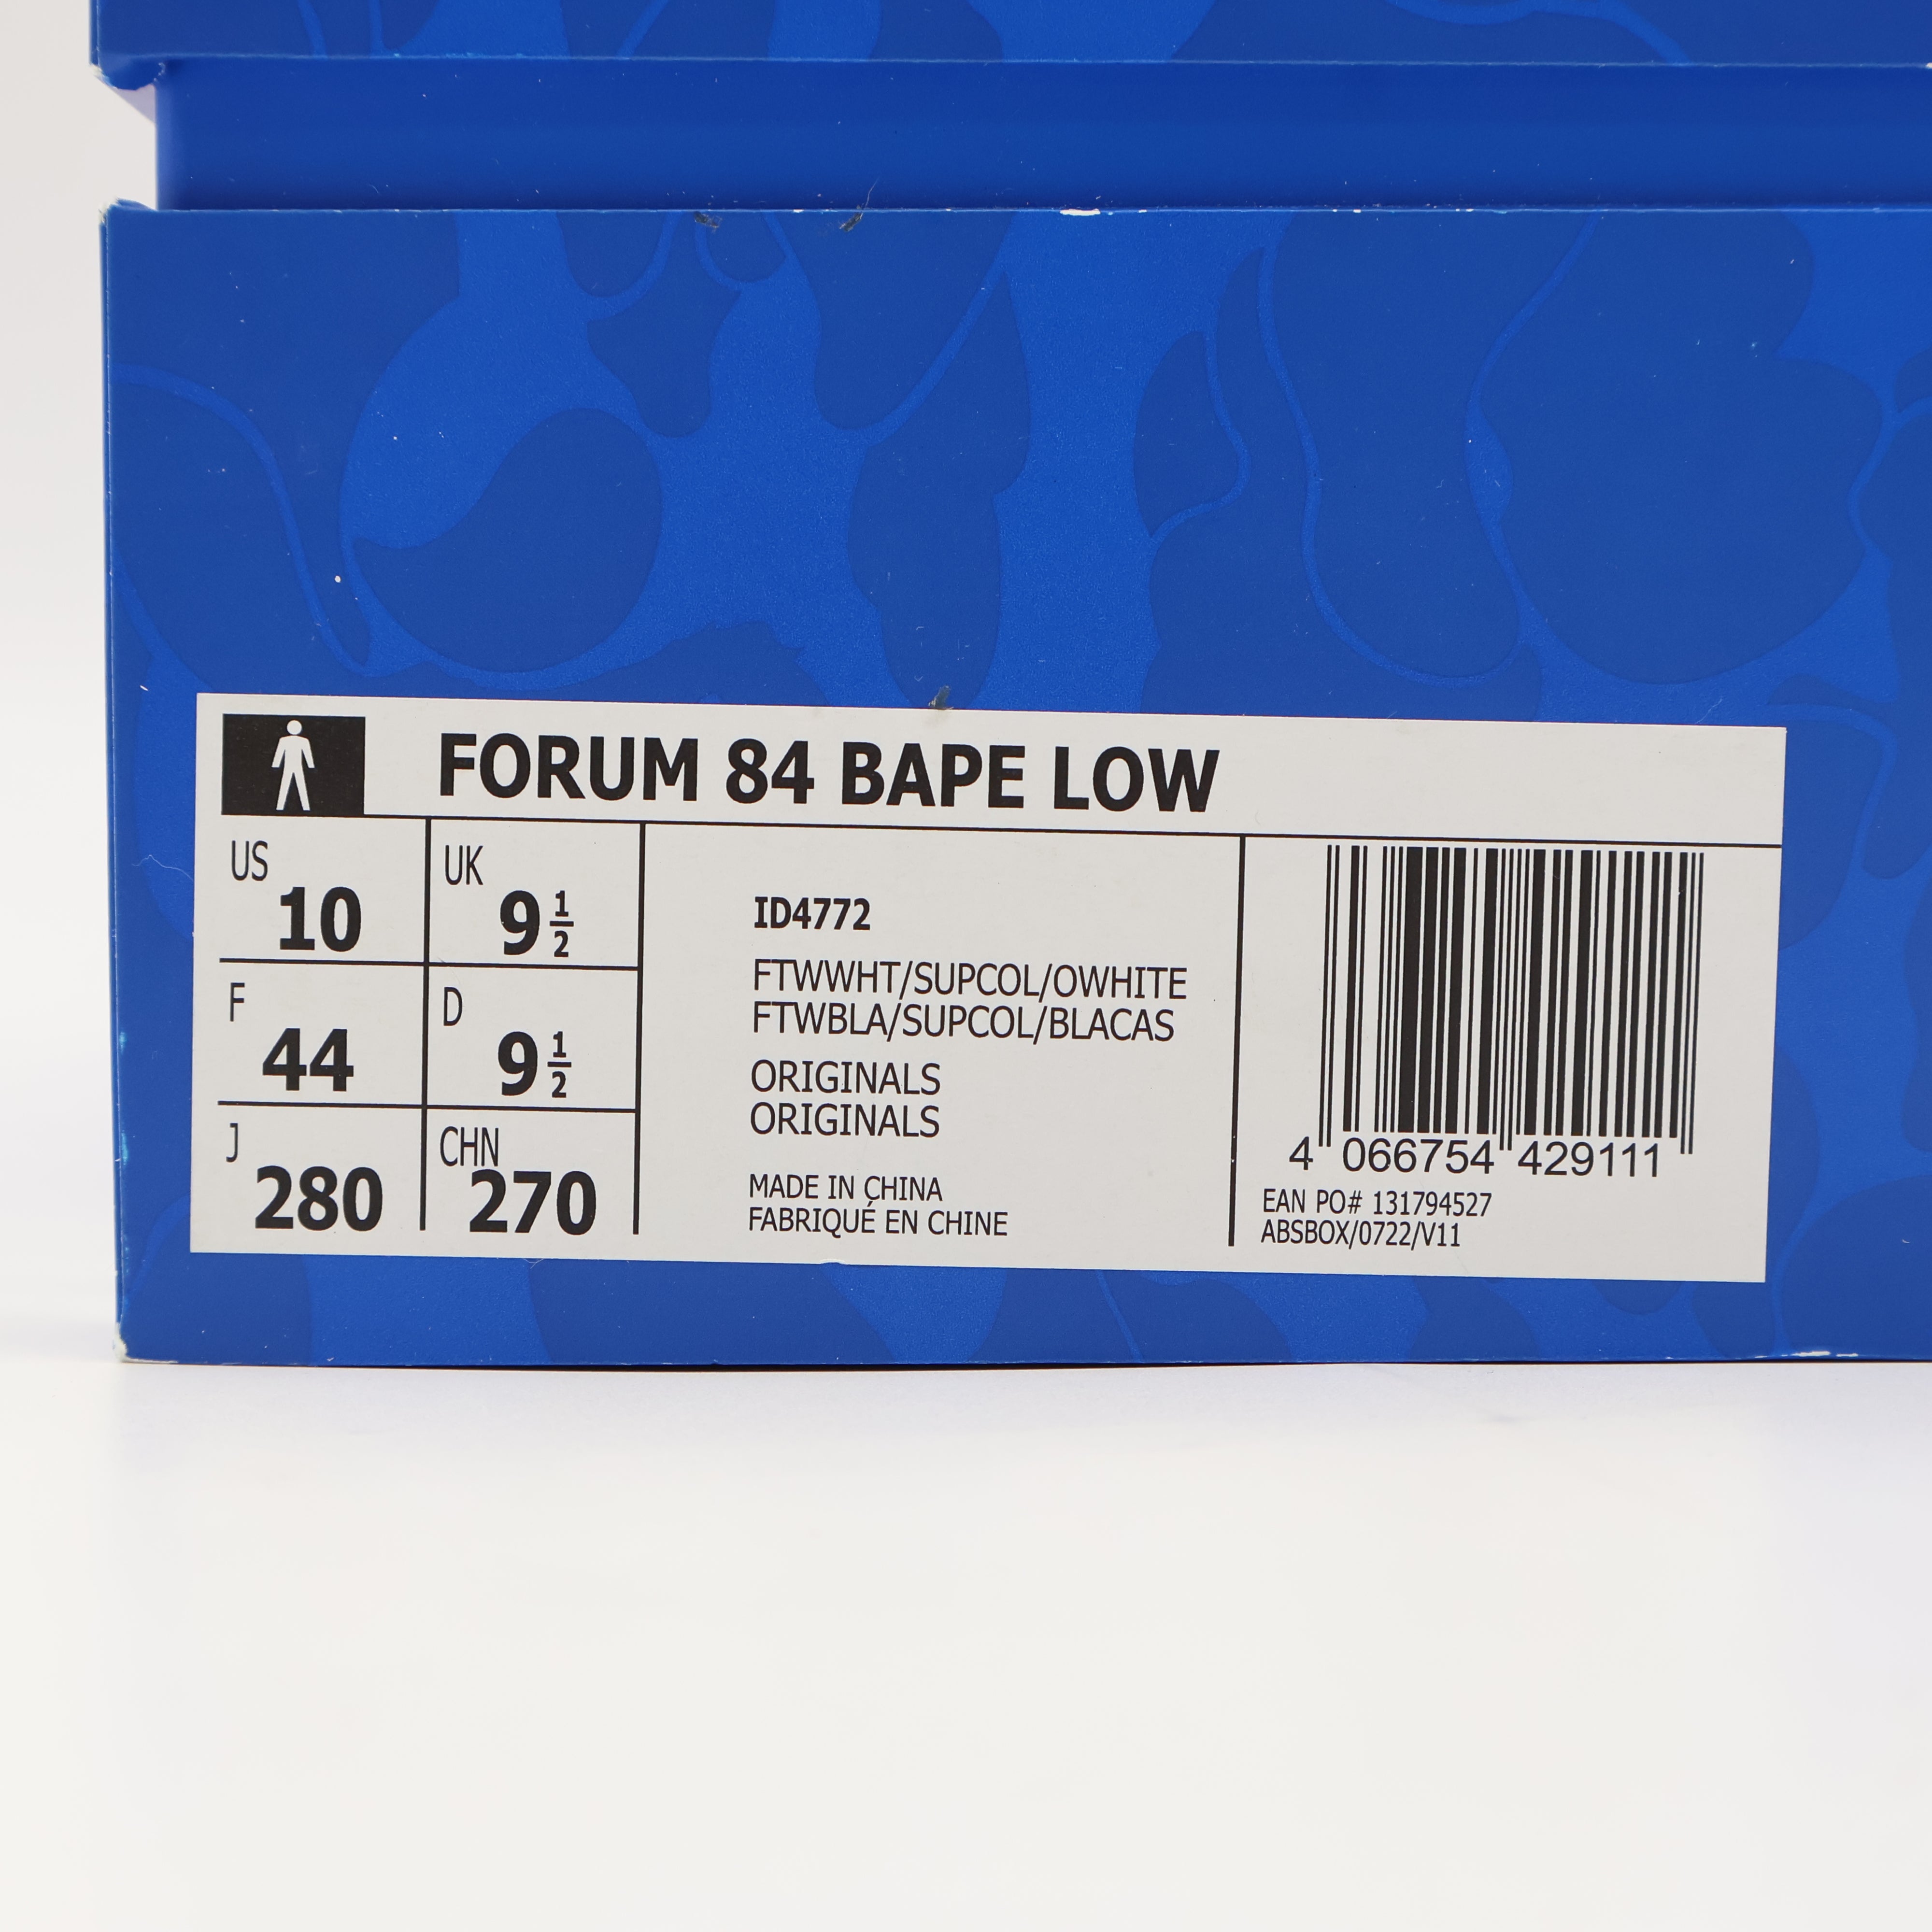 FORUM 84 BAPE LOW
US 10
UK 9 1/2
F 44
D 9 1/2
J 280
CHN 270
ID4772
FTWWHT/SUPCOL/OWHITE
FTWBLA/SUPCOL/BLACAS
ORIGINALS
ORIGINALS
MADE IN CHINA
FABRIQUÉ EN CHINE
4 066754 429111
EAN PO# 131794527
ABSBOX/0722/V11